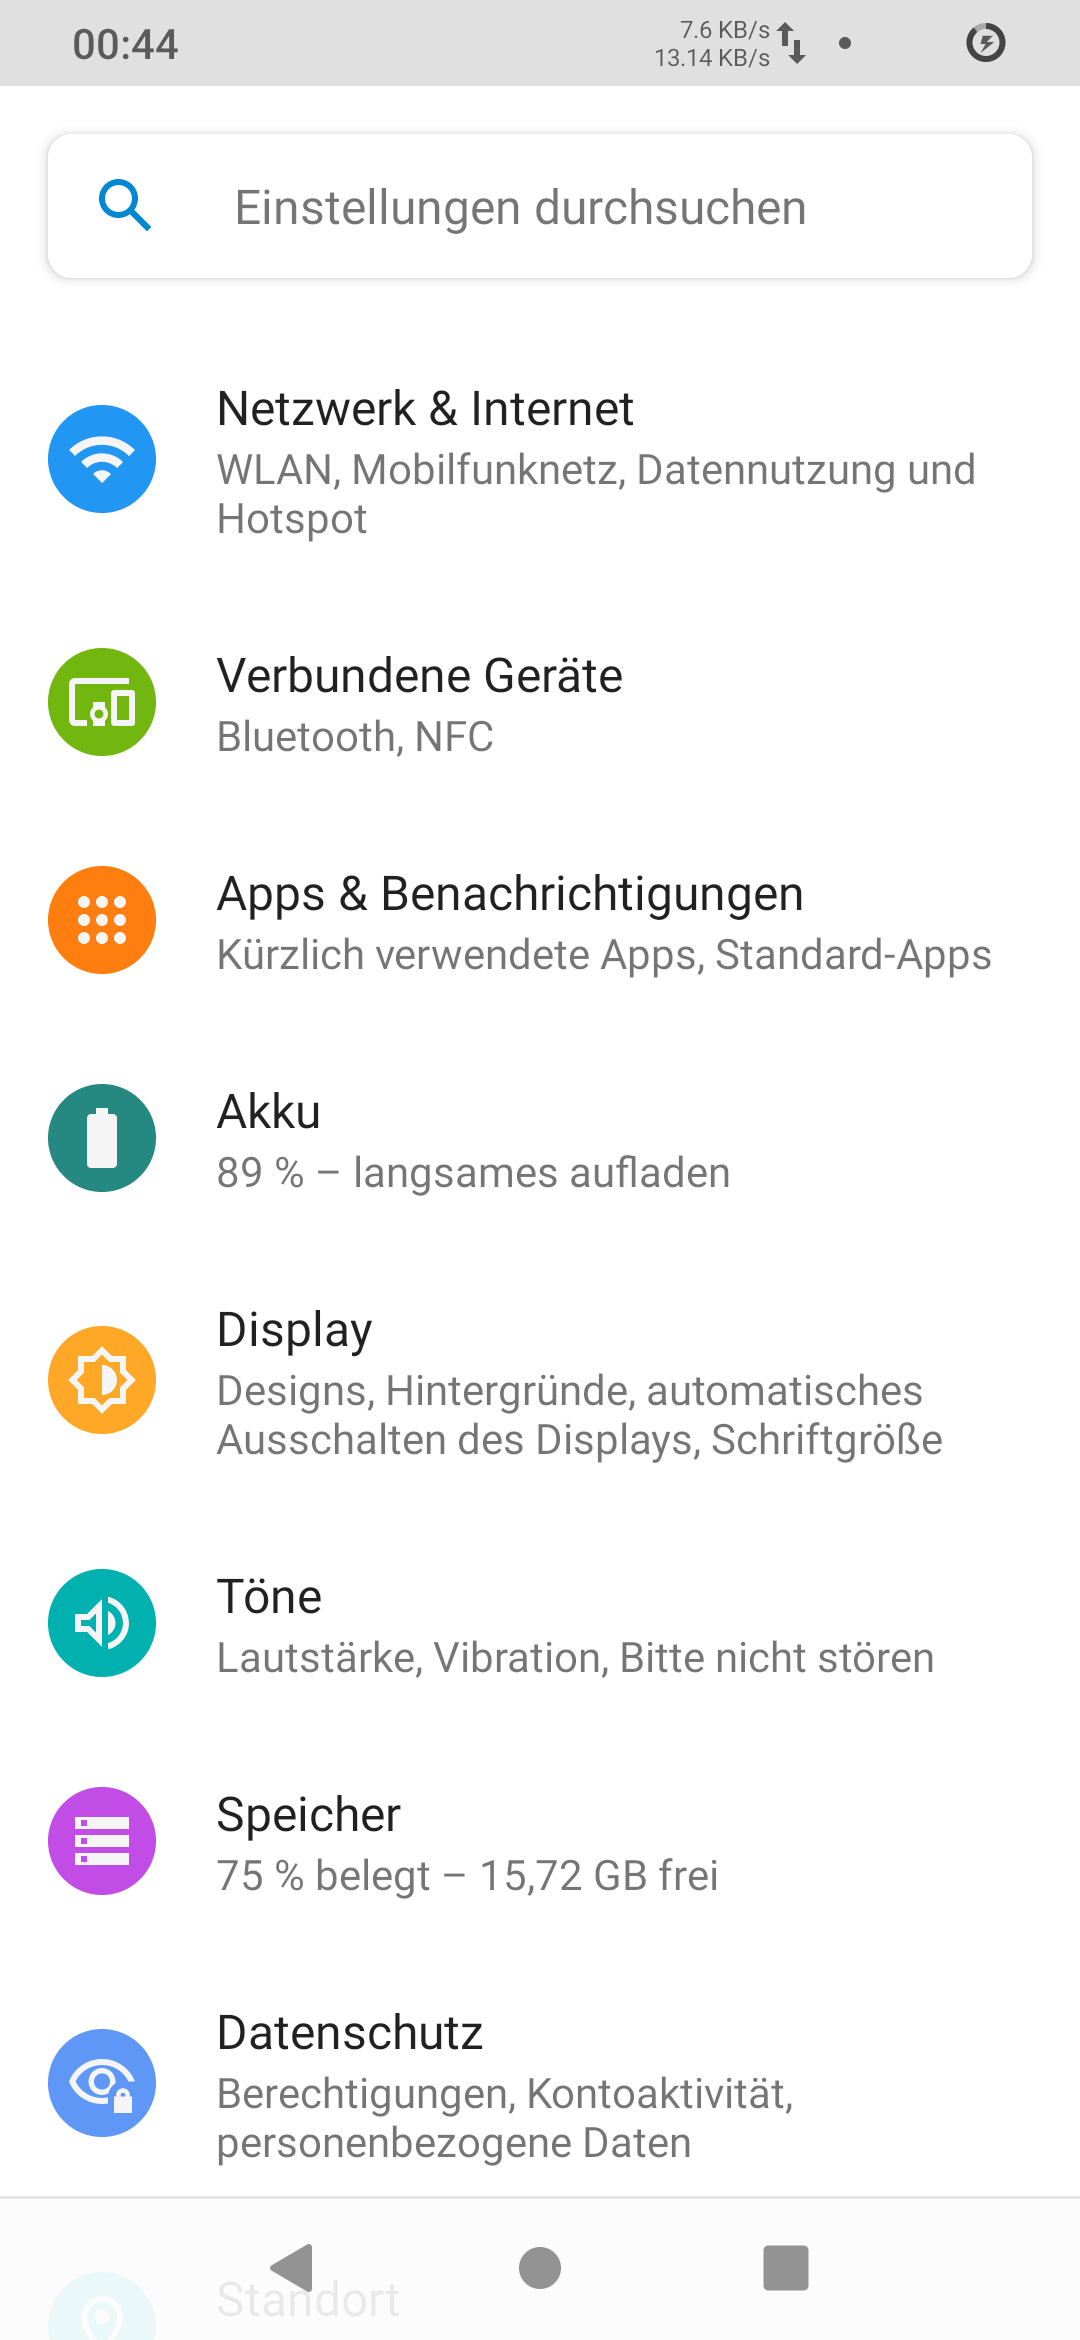 00:44
7.6 KB/s
13.14 KB/s
Einstellungen durchsuchen
Netzwerk & Internet
WLAN, Mobilfunknetz, Datennutzung und
Hotspot
Verbundene Geräte
Bluetooth, NFC
Apps & Benachrichtigungen
Kürzlich verwendete Apps, Standard-Apps
Akku
89 % – langsames aufladen
Display
Designs, Hintergründe, automatisches
Ausschalten des Displays, Schriftgröße
Töne
Lautstärke, Vibration, Bitte nicht stören
Speicher
75 % belegt – 15,72 GB frei
Datenschutz
Berechtigungen, Kontoaktivität,
personenbezogene Daten
Standort